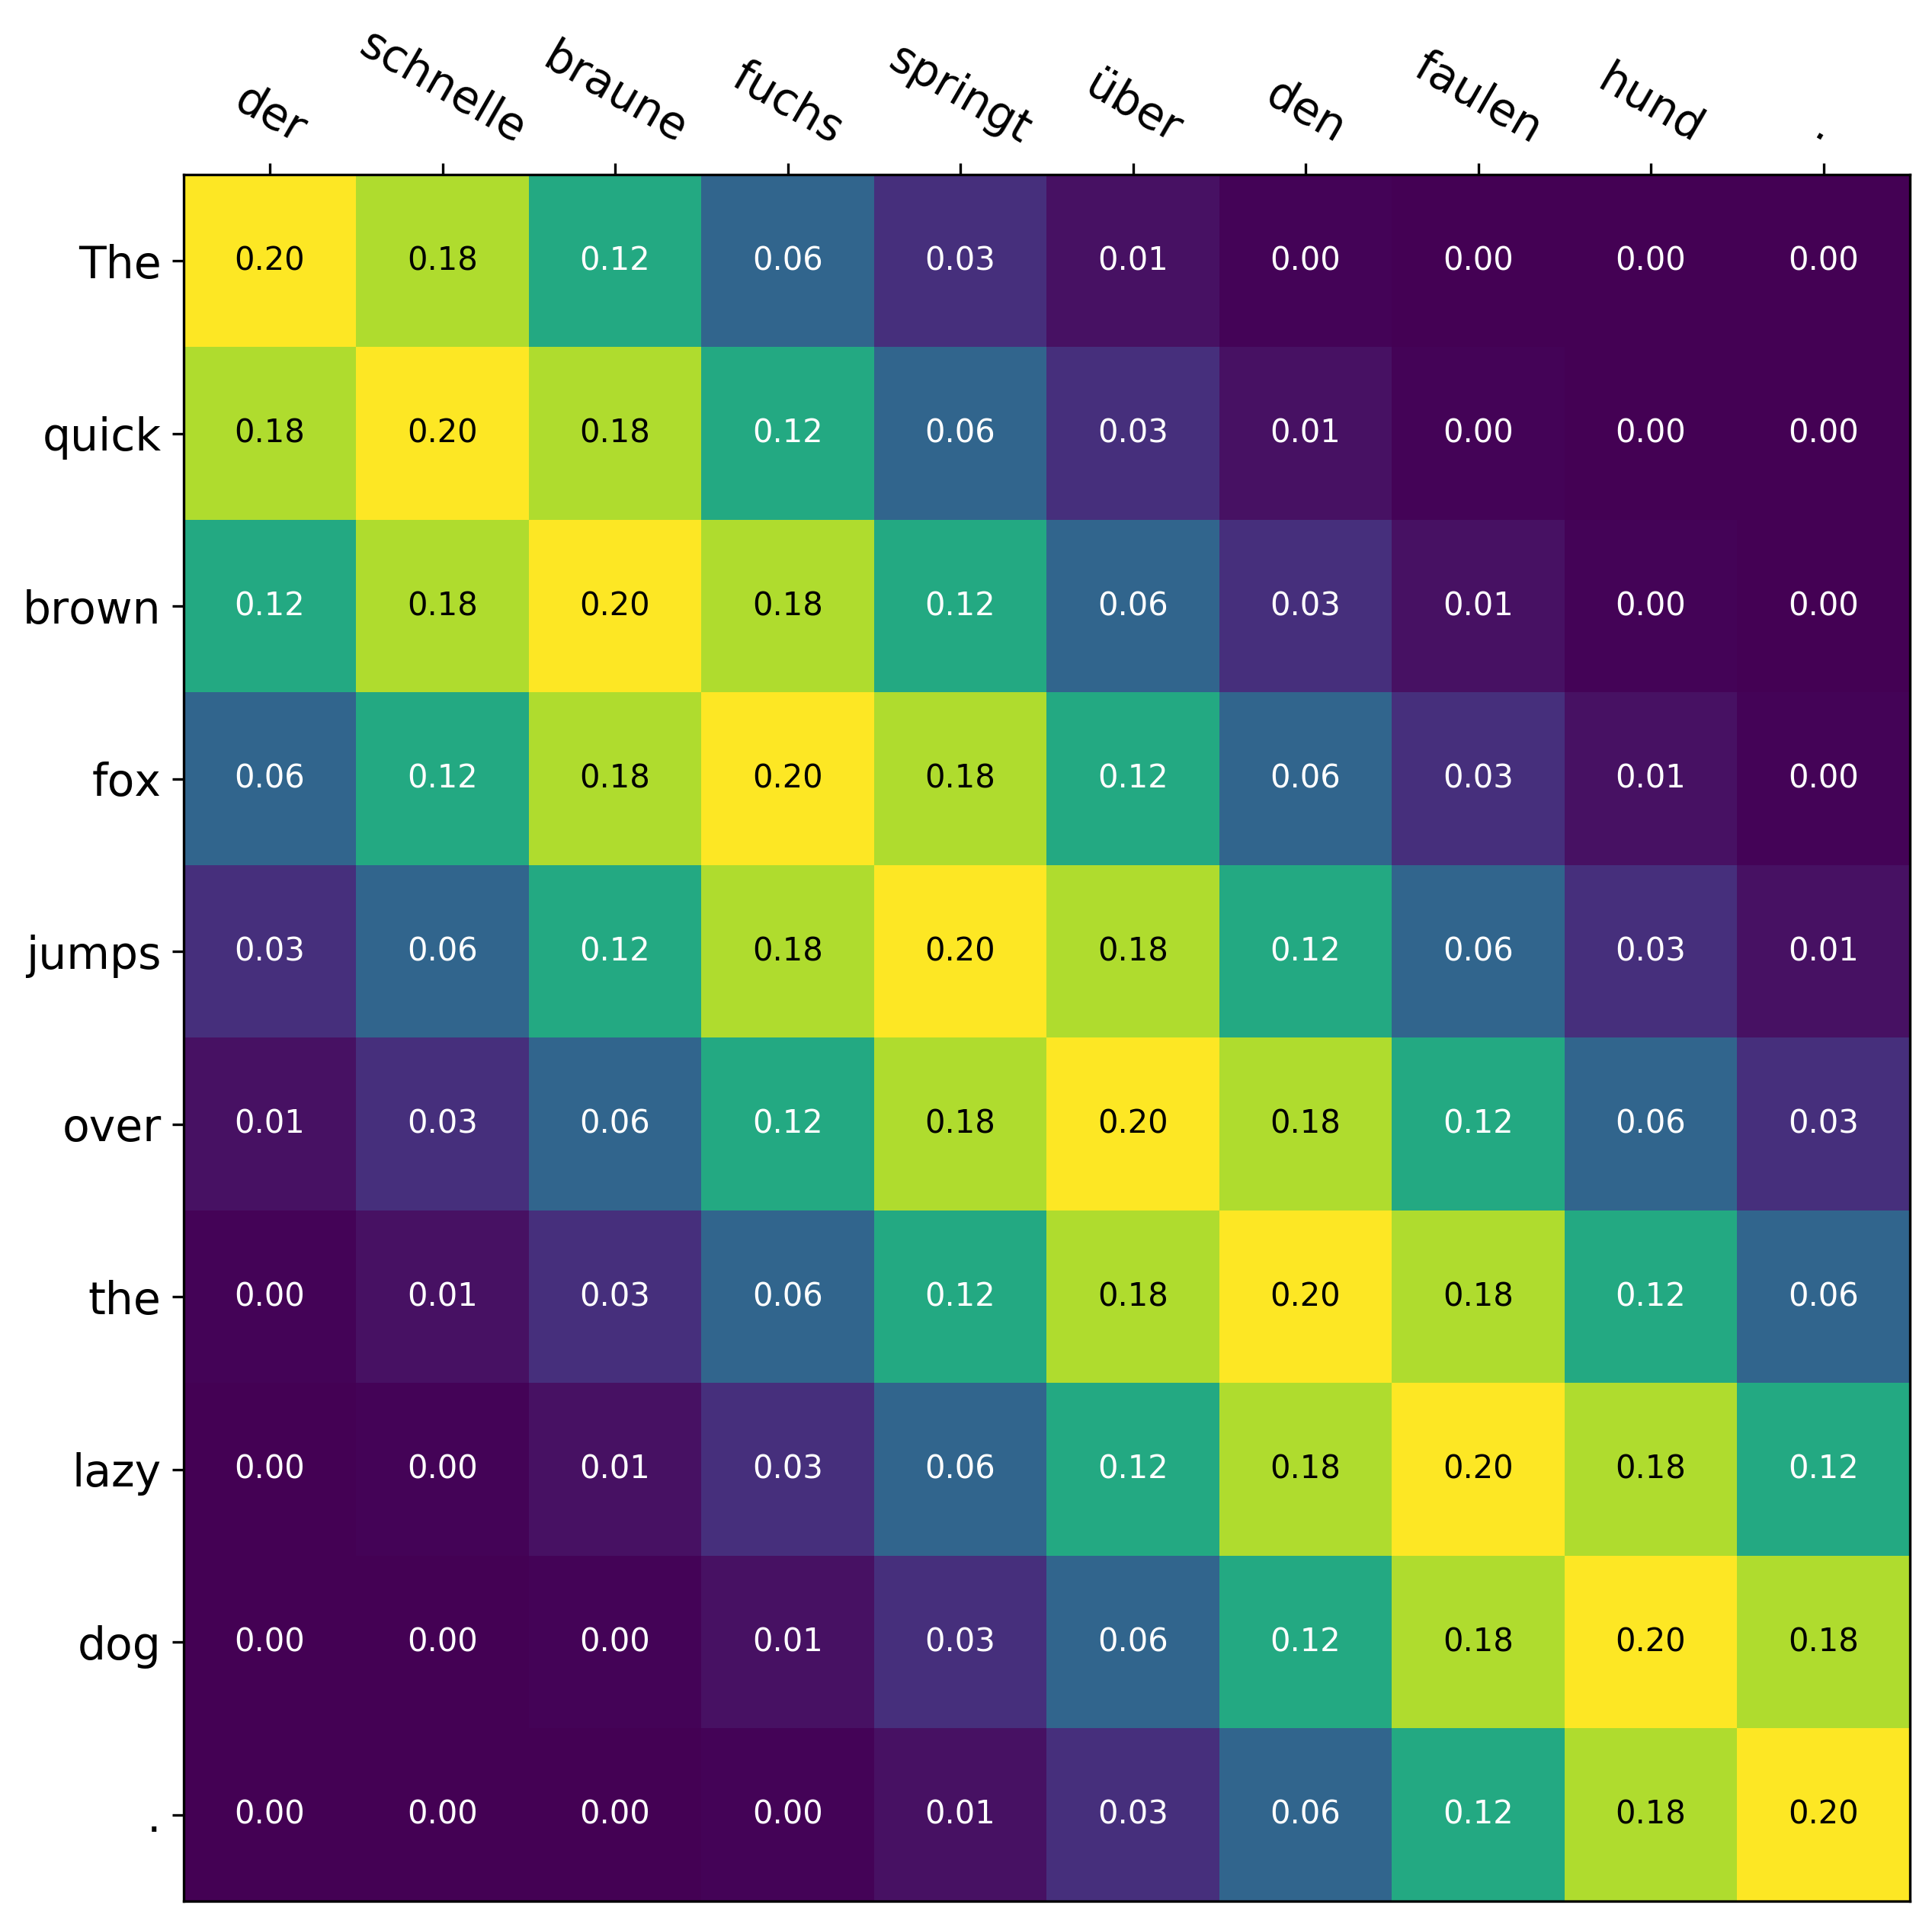 der schnelle braune fuchs springt über den faulen hund .
The 0.20 0.18 0.12 0.06 0.03 0.01 0.00 0.00 0.00 0.00
quick 0.18 0.20 0.18 0.12 0.06 0.03 0.01 0.00 0.00 0.00
brown 0.12 0.18 0.20 0.18 0.12 0.06 0.03 0.01 0.00 0.00
fox 0.06 0.12 0.18 0.20 0.18 0.12 0.06 0.03 0.01 0.00
jumps 0.03 0.06 0.12 0.18 0.20 0.18 0.12 0.06 0.03 0.01
over 0.01 0.03 0.06 0.12 0.18 0.20 0.18 0.12 0.06 0.03
the 0.00 0.01 0.03 0.06 0.12 0.18 0.20 0.18 0.12 0.06
lazy 0.00 0.00 0.01 0.03 0.06 0.12 0.18 0.20 0.18 0.12
dog 0.00 0.00 0.00 0.01 0.03 0.06 0.12 0.18 0.20 0.18
. 0.00 0.00 0.00 0.00 0.01 0.03 0.06 0.12 0.18 0.20